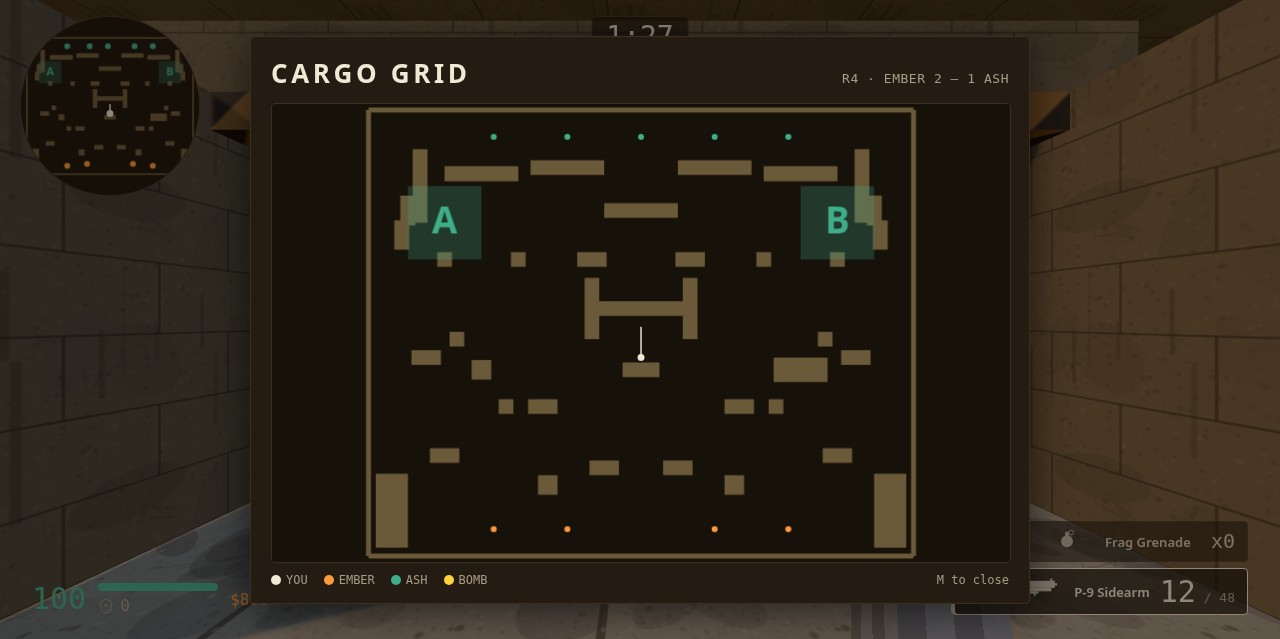 1:27
CARGO GRID
R4 · EMBER 2 — 1 ASH
A
B
A
B
YOU
EMBER
ASH
BOMB
M to close
Frag Grenade x0
P-9 Sidearm 12 / 48
100
0